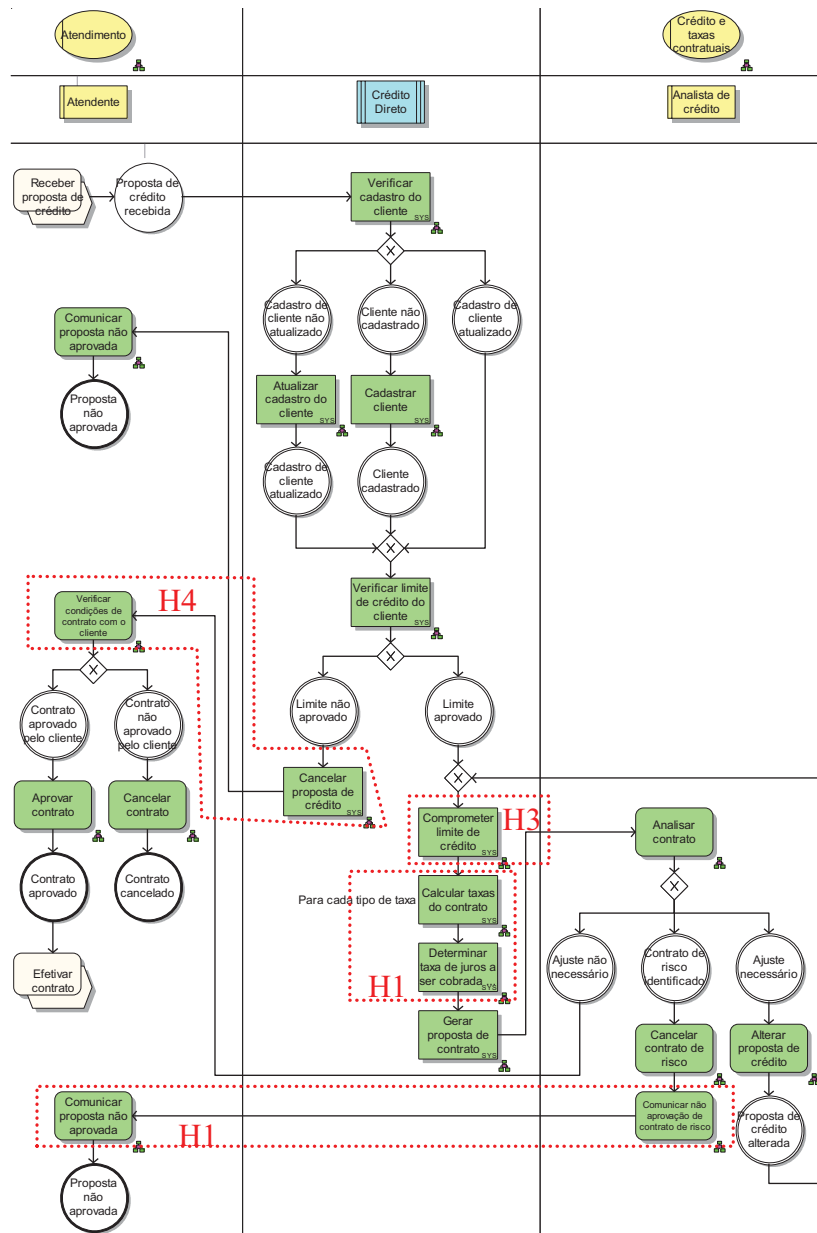 Atendimento
Crédito e
taxas
contratuais
Atendente
Crédito
Direto
Analista de
crédito
Receber
proposta de
crédito
Proposta de
crédito
recebida
Verificar
cadastro do
cliente
SYS
X
Cadastro de
cliente não
atualizado
Cliente não
cadastrado
Cadastro de
cliente
atualizado
Comunicar
proposta não
aprovada
Atualizar
cadastro do
cliente
SYS
Cadastrar
cliente
SYS
Proposta
não
aprovada
Cadastro de
cliente
atualizado
Cliente
cadastrado
X
Verificar limite
de crédito do
cliente
SYS
Verificar
condições de
contrato com o
cliente
H4
X
X
Contrato
aprovado
pelo cliente
Contrato
não
aprovado
pelo cliente
Limite não
aprovado
Limite
aprovado
Cancelar
proposta de
crédito
SYS
X
Aprovar
contrato
Cancelar
contrato
Comprometer
limite de
crédito
SYS
H3
Analisar
contrato
Contrato
aprovado
Contrato
cancelado
Para cada tipo de taxa
Calcular taxas
do contrato
SYS
X
Efetivar
contrato
H1
Determinar
taxa de juros a
ser cobrada
SYS
Ajuste não
necessário
Contrato de
risco
identificado
Ajuste
necessário
Gerar
proposta de
contrato
SYS
Cancelar
contrato de
risco
Alterar
proposta de
crédito
Comunicar
proposta não
aprovada
H1
Comunicar não
aprovação de
contrato de risco
Proposta de
crédito
alterada
Proposta
não
aprovada